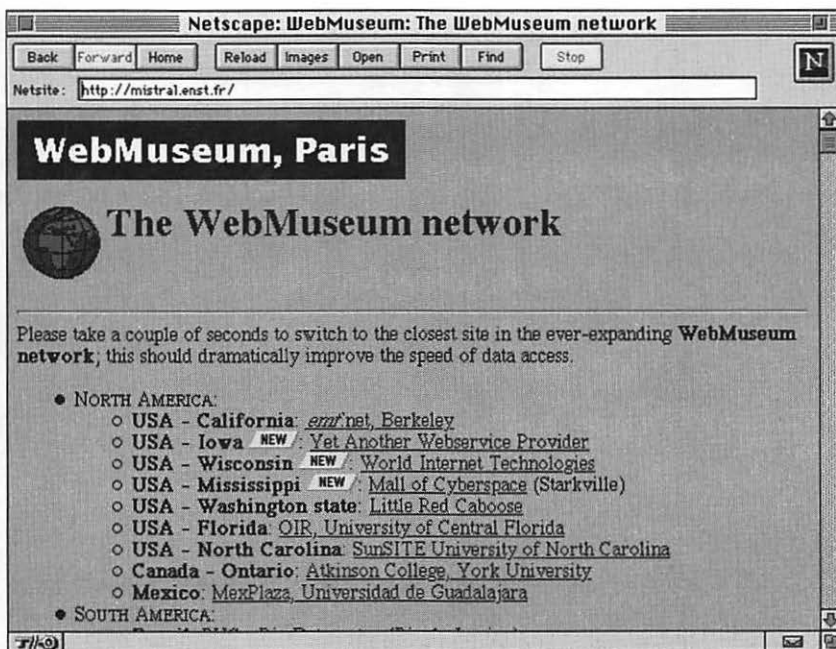 Netscape: WebMuseum: The WebMuseum network
Back Forward Home Reload Images Open Print Find Stop
N
Netsite: http://mistral.enst.fr/
WebMuseum, Paris
The WebMuseum network
Please take a couple of seconds to switch to the closest site in the ever-expanding WebMuseum
network; this should dramatically improve the speed of data access.
• NORTH AMERICA:
○ USA - California: emf'net, Berkeley
○ USA - Iowa NEW : Yet Another Webservice Provider
○ USA - Wisconsin NEW : World Internet Technologies
○ USA - Mississippi NEW : Mall of Cyberspace (Starkville)
○ USA - Washington state: Little Red Caboose
○ USA - Florida: OIR, University of Central Florida
○ USA - North Carolina: SunSITE University of North Carolina
○ Canada - Ontario: Atkinson College, York University
○ Mexico: MexPlaza, Universidad de Guadalajara
• SOUTH AMERICA: